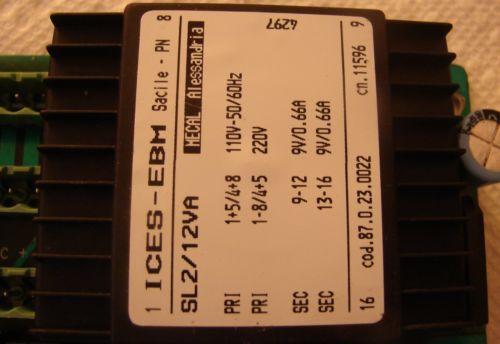 1 ICES-EBM Sacile - PN 8
SL2/12VA MECAL Alessandria
PRI 1+5/4+8 110V-50/60Hz
PRI 1-8/4+5 220V 4297
SEC 9-12 9V/0.66A
SEC 13-16 9V/0.66A
16 cod.87.0.23.0022 cn.11596 9
C +